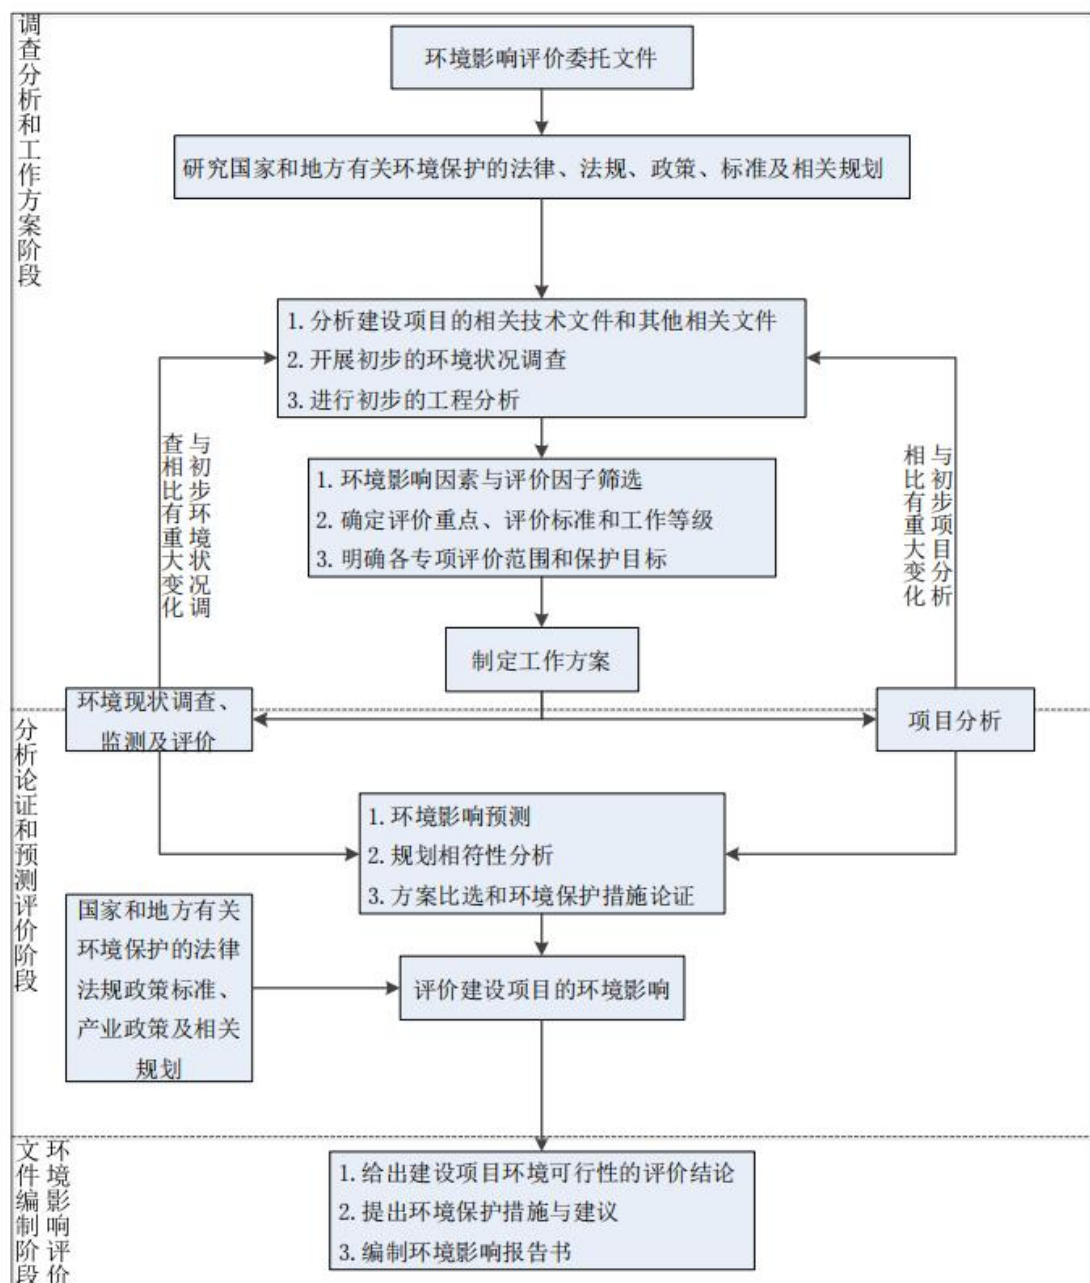 调查分析和工作方案阶段
环境影响评价委托文件
研究国家和地方有关环境保护的法律、法规、政策、标准及相关规划
1. 分析建设项目的相关技术文件和其他相关文件
2. 开展初步的环境状况调查
3. 进行初步的工程分析
与初步环境状况调
查相比有重大变化
与初步项目分析
相比有重大变化
1. 环境影响因素与评价因子筛选
2. 确定评价重点、评价标准和工作等级
3. 明确各专项评价范围和保护目标
制定工作方案
环境现状调查、
监测及评价
项目分析
分析论证和预测评价阶段
1. 环境影响预测
2. 规划相符性分析
3. 方案比选和环境保护措施论证
国家和地方有关
环境保护的法律
法规政策标准、
产业政策及相关
规划
评价建设项目的环境影响
环境影响评价
文件编制阶段
1. 给出建设项目环境可行性的评价结论
2. 提出环境保护措施与建议
3. 编制环境影响报告书